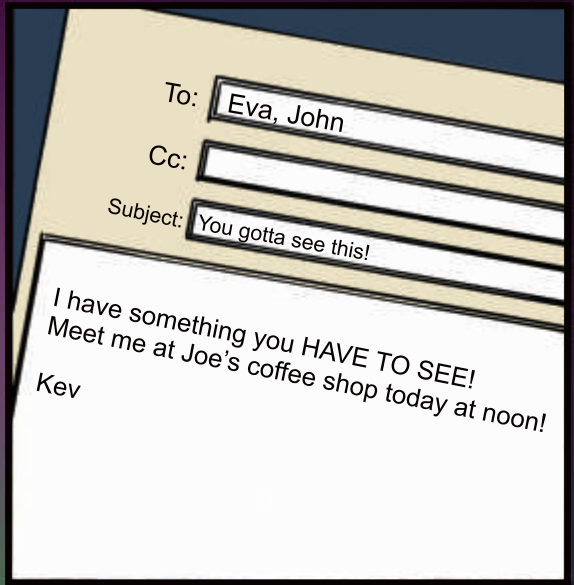 To: Eva, John
Cc:
Subject: You gotta see this!
I have something you HAVE TO SEE!
Meet me at Joe’s coffee shop today at noon!
Kev